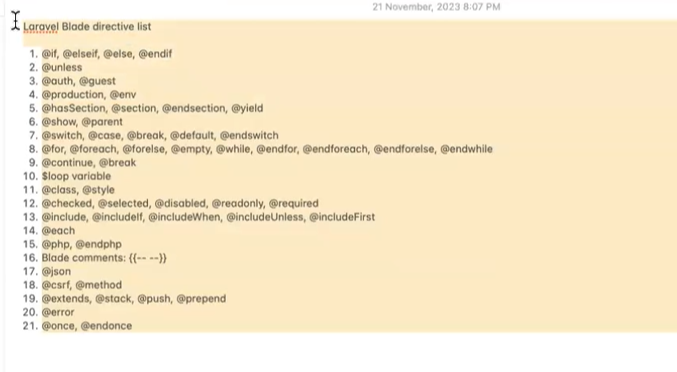 21 November, 2023 8:07 PM
Laravel Blade directive list
1. @if, @elseif, @else, @endif
2. @unless
3. @auth, @guest
4. @production, @env
5. @hasSection, @section, @endsection, @yield
6. @show, @parent
7. @switch, @case, @break, @default, @endswitch
8. @for, @foreach, @forelse, @empty, @while, @endfor, @endforeach, @endforelse, @endwhile
9. @continue, @break
10. $loop variable
11. @class, @style
12. @checked, @selected, @disabled, @readonly, @required
13. @include, @includeIf, @includeWhen, @includeUnless, @includeFirst
14. @each
15. @php, @endphp
16. Blade comments: {{-- --}}
17. @json
18. @csrf, @method
19. @extends, @stack, @push, @prepend
20. @error
21. @once, @endonce